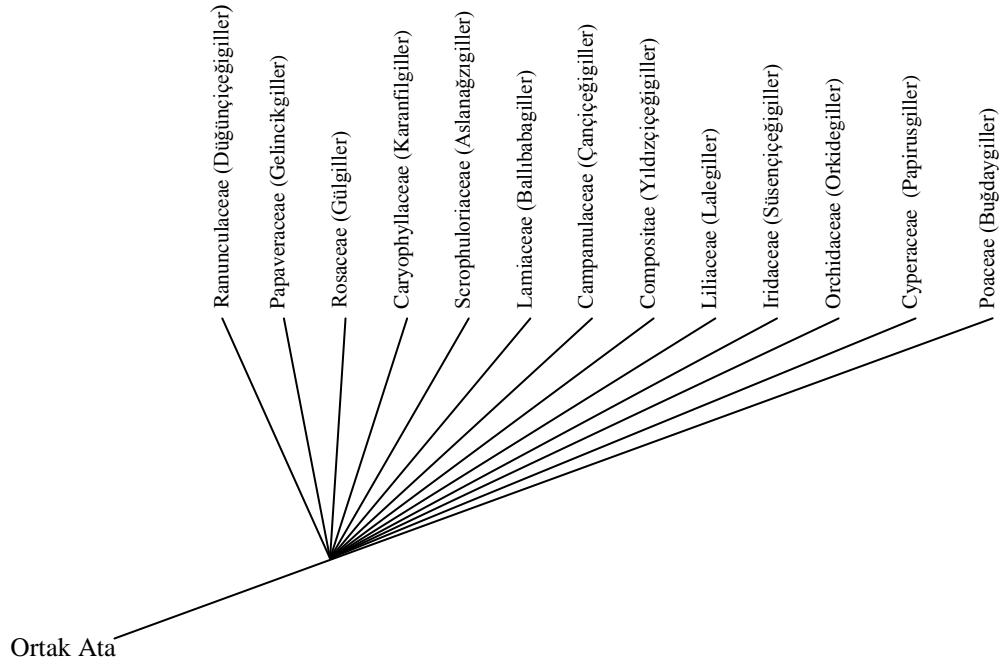 Ranunculaceae (Düğünçiçeğigiller)
Papaveraceae (Gelincikgiller)
Rosaceae (Gülgiller)
Caryophyllaceae (Karanfilgiller)
Scrophuloriaceae (Aslanağzıgiller)
Lamiaceae (Ballıbabagiller)
Campanulaceae (Çançiçeğigiller)
Compositae (Yıldızçiçeğigiller)
Liliaceae (Lalegiller)
Iridaceae (Süsençiçeğigiller)
Orchidaceae (Orkidegiller)
Cyperaceae (Papirusgiller)
Poaceae (Buğdaygiller)
Ortak Ata